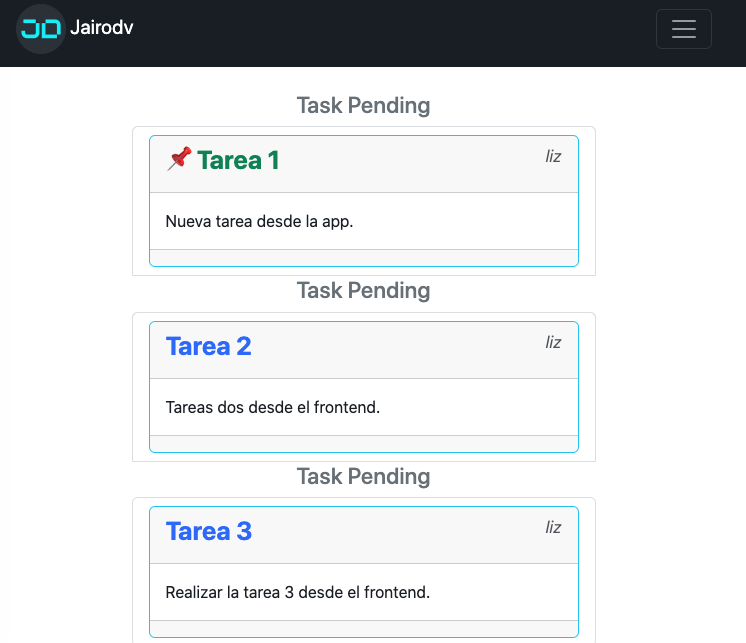 JD Jairodv
Task Pending
Tarea 1
liz
Nueva tarea desde la app.
Task Pending
Tarea 2
liz
Tareas dos desde el frontend.
Task Pending
Tarea 3
liz
Realizar la tarea 3 desde el frontend.